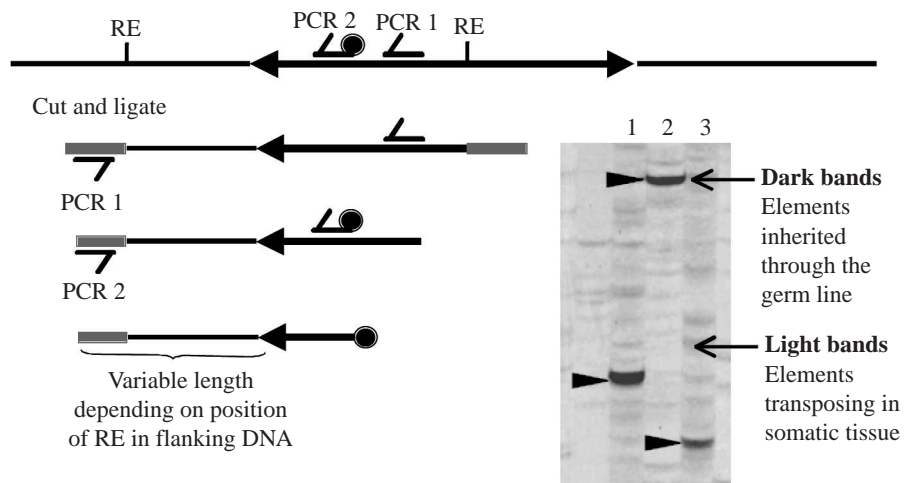 PCR 2 PCR 1
RE
RE
Cut and ligate
PCR 1
PCR 2
Variable length
depending on position
of RE in flanking DNA
1 2 3
Dark bands
Elements
inherited
through the
germ line
Light bands
Elements
transposing in
somatic tissue